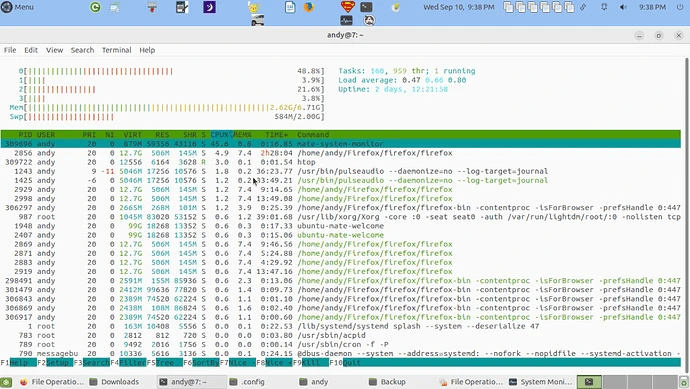 Menu
Wed Sep 10, 9:38 PM
9:38 PM
andy@7: ~
File Edit View Search Terminal Help
0[ 48.8%]
1[ 3.9%]
2[ 21.6%]
3[ 3.8%]
Mem[ 2.62G/6.71G]
Swp[ 584M/2.00G]
Tasks: 160, 959 thr; 1 running
Load average: 0.47 0.66 0.80
Uptime: 2 days, 12:21:58
PID USER PRI NI VIRT RES SHR S CPU% MEM% TIME+ Command
309696 andy 20 0 879M 59356 43116 S 45.6 0.8 mate-system-monitor
2856 andy 20 0 12.7G 506M 145M S 4.9 7.4 2h28:04 /home/andy/Firefox/firefox/firefox
309722 andy 20 0 12556 6164 3628 R 3.0 0.1 0:01.54 htop
1243 andy 9 -11 5046M 17256 10576 S 1.8 0.2 36:23.77 /usr/bin/pulseaudio --daemonize=no --log-target=journal
1425 andy -6 0 5046M 17256 10576 S 1.2 0.2 33:49.21 /usr/bin/pulseaudio --daemonize=no --log-target=journal
2929 andy 20 0 12.7G 506M 145M S 1.2 7.4 9:14.65 /home/andy/Firefox/firefox/firefox
2998 andy 20 0 12.7G 506M 145M S 1.2 7.4 13:49.08 /home/andy/Firefox/firefox/firefox
306297 andy 20 0 2665M 268M 101M S 1.2 3.9 0:25.39 /home/andy/Firefox/firefox/firefox-bin -contentproc -isForBrowser -prefsHandle 0:447
987 root 20 0 1045M 83020 53152 S 0.6 1.2 39:01.68 /usr/lib/xorg/Xorg -core :0 -seat seat0 -auth /var/run/lightdm/root/:0 -nolisten tcp
1948 andy 20 0 99G 18268 13352 S 0.6 0.3 0:17.33 ubuntu-mate-welcome
2407 andy 20 0 99G 18268 13352 S 0.6 0.3 0:15.06 ubuntu-mate-welcome
2869 andy 20 0 12.7G 506M 145M S 0.6 7.4 2:46.56 /home/andy/Firefox/firefox/firefox
2871 andy 20 0 12.7G 506M 145M S 0.6 7.4 5:24.88 /home/andy/Firefox/firefox/firefox
2883 andy 20 0 12.7G 506M 145M S 0.6 7.4 4:29.92 /home/andy/Firefox/firefox/firefox
2919 andy 20 0 12.7G 506M 145M S 0.6 7.4 13:47.16 /home/andy/Firefox/firefox/firefox
298491 andy 20 0 2591M 155M 85936 S 0.6 2.3 0:13.06 /home/andy/Firefox/firefox/firefox-bin -contentproc -isForBrowser -prefsHandle 0:447
301479 andy 20 0 2412M 99636 77820 S 0.6 1.4 0:09.73 /home/andy/Firefox/firefox/firefox-bin -contentproc -isForBrowser -prefsHandle 0:447
306843 andy 20 0 2389M 74520 62224 S 0.6 1.1 0:01.10 /home/andy/Firefox/firefox/firefox-bin -contentproc -isForBrowser -prefsHandle 0:447
306869 andy 20 0 2438M 108M 86824 S 0.6 1.6 0:02.40 /home/andy/Firefox/firefox/firefox-bin -contentproc -isForBrowser -prefsHandle 0:447
306917 andy 20 0 2389M 74520 62224 S 0.6 1.1 0:00.60 /home/andy/Firefox/firefox/firefox-bin -contentproc -isForBrowser -prefsHandle 0:447
1 root 20 0 163M 10408 5556 S 0.0 0.1 0:22.53 /lib/systemd/systemd splash --system --deserialize 47
783 root 20 0 2812 812 720 S 0.0 0.0 0:03.80 /usr/sbin/acpid
789 root 20 0 9492 2016 1756 S 0.0 0.0 0:08.14 /usr/sbin/cron -f -P
790 messagebu 20 0 10336 5616 3136 S 0.0 0.1 @dbus-daemon --system --address=systemd: --nofork --nopidfile --systemd-activation -
F1Help F2Setup F3Search F4Filter F5Tree F6SortBy F7Nice - F8Nice + F9Kill F10Quit
File Operatio... Downloads andy@7: ~ .config andy Backup File Operatio... System Moni...